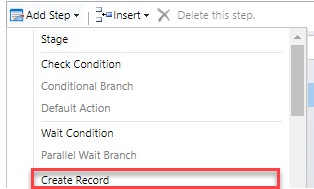 Add Step Insert Delete this step.
Stage
Check Condition
Conditional Branch
Default Action
Wait Condition
Parallel Wait Branch
Create Record